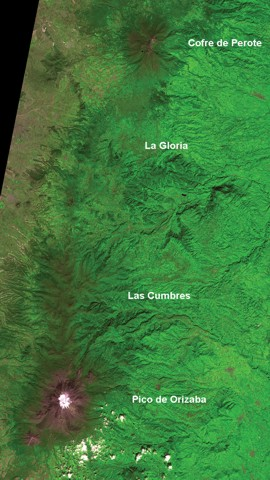 Cofre de Perote
La Gloria
Las Cumbres
Pico de Orizaba